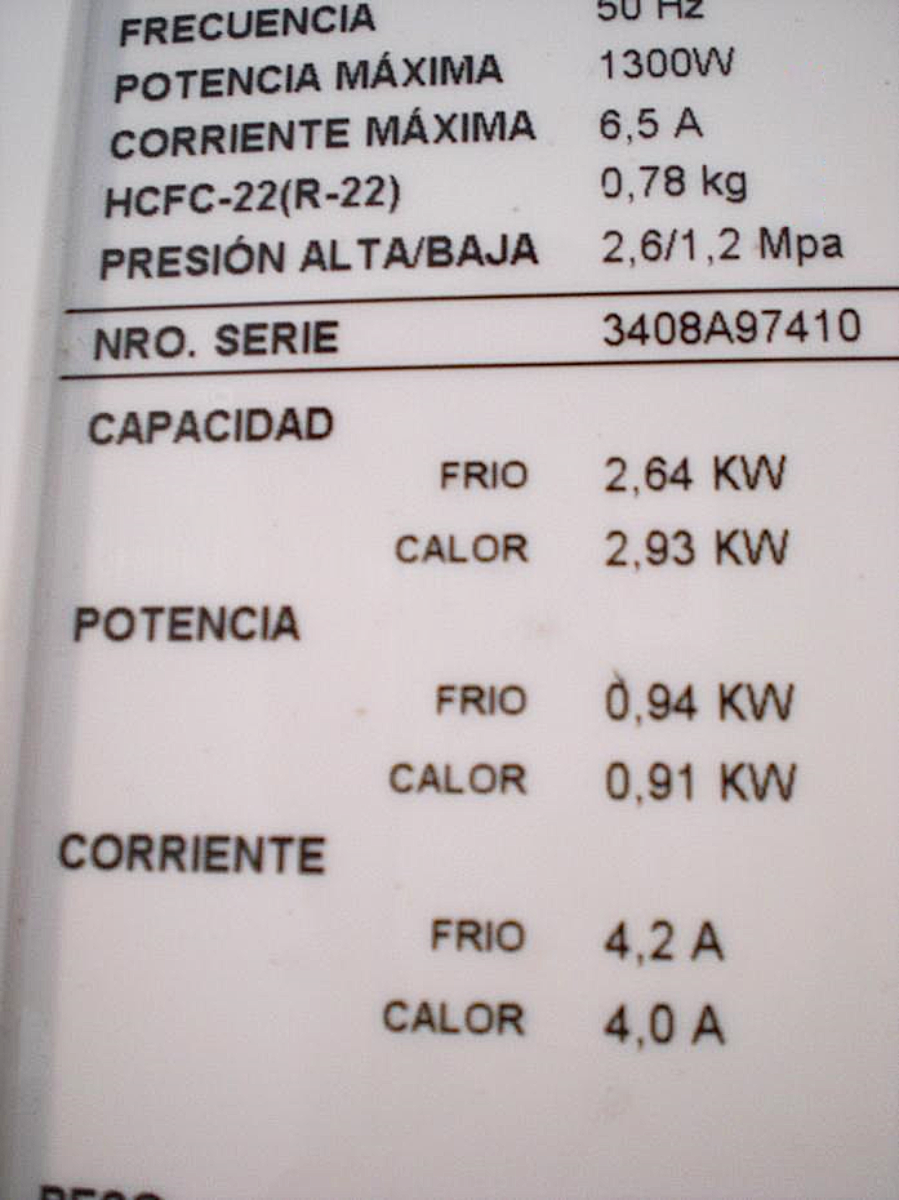 FRECUENCIA 50 Hz
POTENCIA MÁXIMA 1300W
CORRIENTE MÁXIMA 6,5 A
HCFC-22(R-22) 0,78 kg
PRESIÓN ALTA/BAJA 2,6/1,2 Mpa
NRO. SERIE 3408A97410
CAPACIDAD
FRIO 2,64 KW
CALOR 2,93 KW
POTENCIA
FRIO 0,94 KW
CALOR 0,91 KW
CORRIENTE
FRIO 4,2 A
CALOR 4,0 A